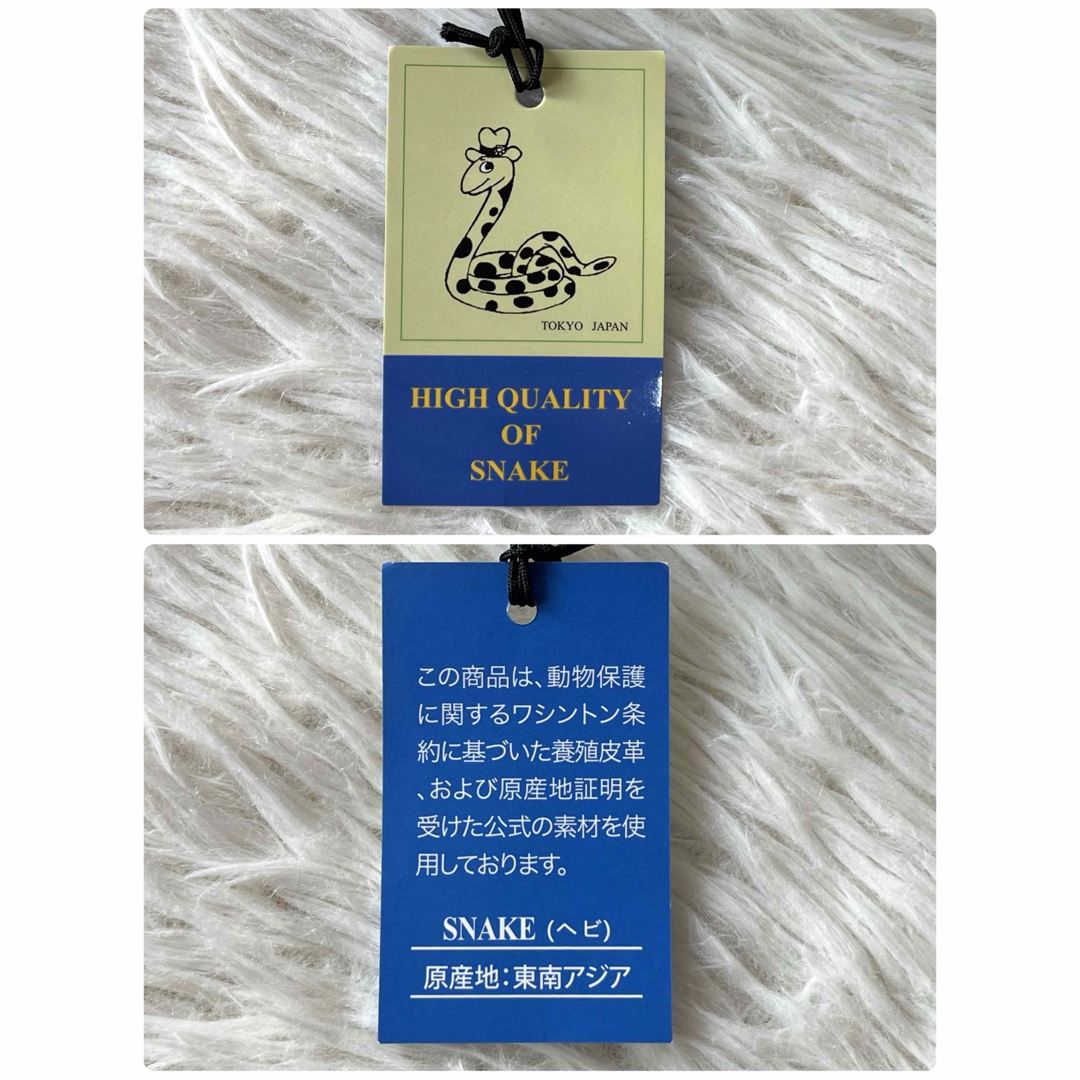 TOKYO JAPAN
HIGH QUALITY
OF
SNAKE
この商品は、動物保護
に関するワシントン条
約に基づいた養殖皮革
、および原産地証明を
受けた公式の素材を使
用しております。
SNAKE (ヘビ)
原産地:東南アジア